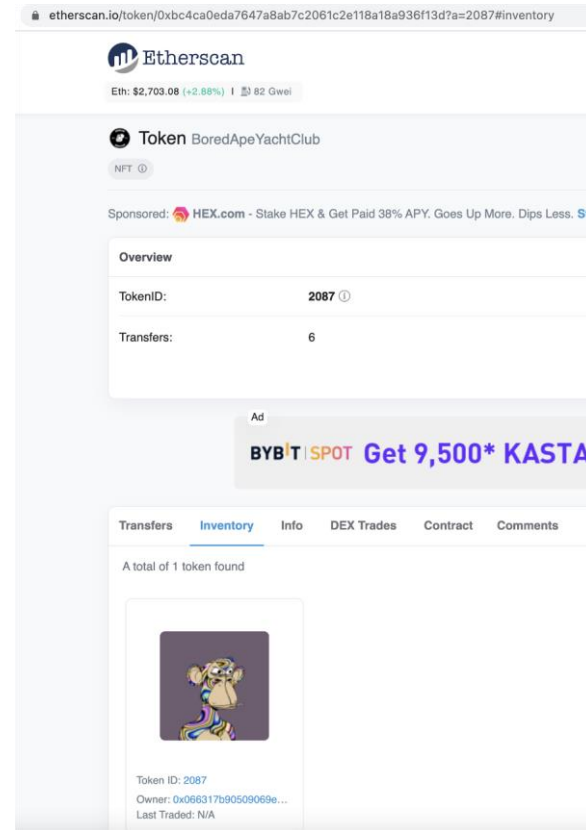 etherscan.io/token/0xbc4ca0eda7647a8ab7c2061c2e118a18a936f13d?a=2087#inventory
Etherscan
Eth: $2,703.08 (+2.88%) | 82 Gwei
Token BoredApeYachtClub
NFT
Sponsored: HEX.com - Stake HEX & Get Paid 38% APY. Goes Up More. Dips Less.
Overview
TokenID: 2087
Transfers: 6
Ad
BYBIT SPOT Get 9,500* KASTA
Transfers Inventory Info DEX Trades Contract Comments
A total of 1 token found
Token ID: 2087
Owner: 0x066317b90509069e...
Last Traded: N/A